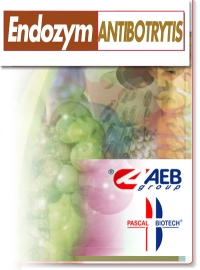 Endozym ANTIBOTRYTIS
® AEB
group
PASCAL BIOTECH®